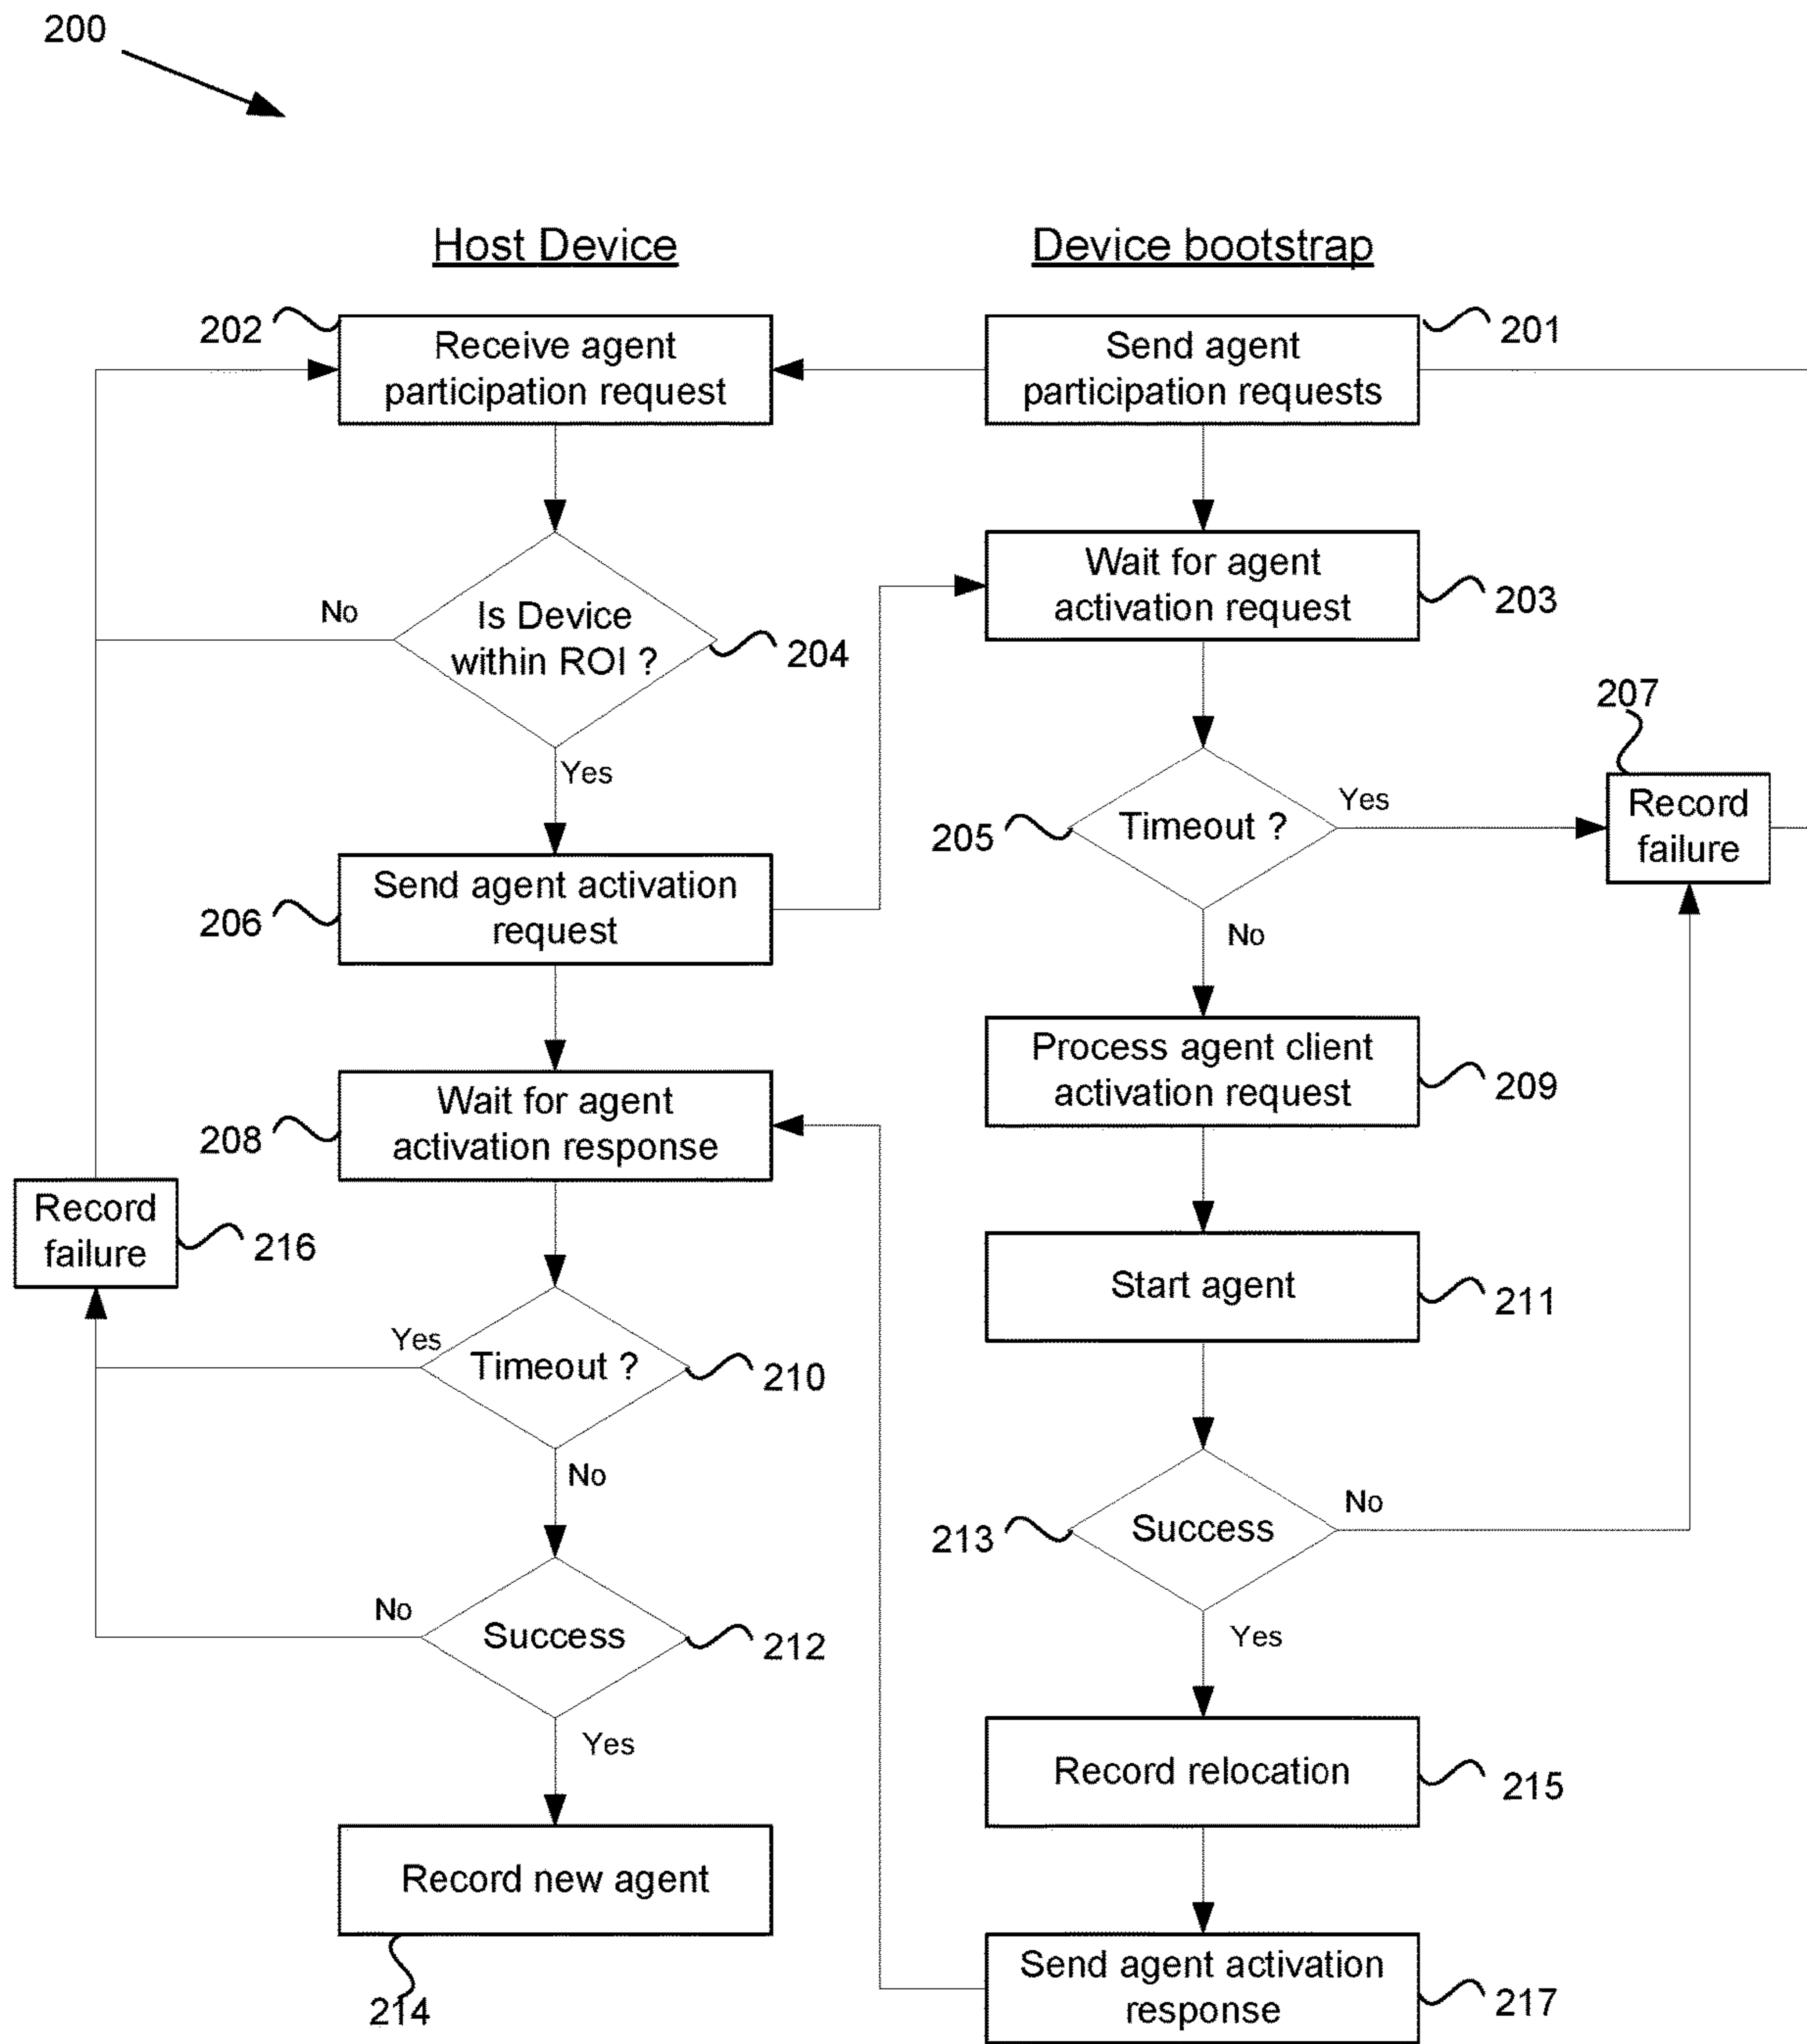 200
Host Device
Device bootstrap
202
Receive agent
participation request
Send agent
participation requests
201
Is Device
within ROI ?
No
204
Yes
Wait for agent
activation request
203
207
Timeout ?
205
Yes
Record
failure
No
206
Send agent activation
request
Process agent client
activation request
209
208
Wait for agent
activation response
Record
failure
216
Start agent
211
Yes
Timeout ?
210
No
213
Success
No
Yes
No
Success
212
Yes
Record relocation
215
Record new agent
214
Send agent activation
response
217